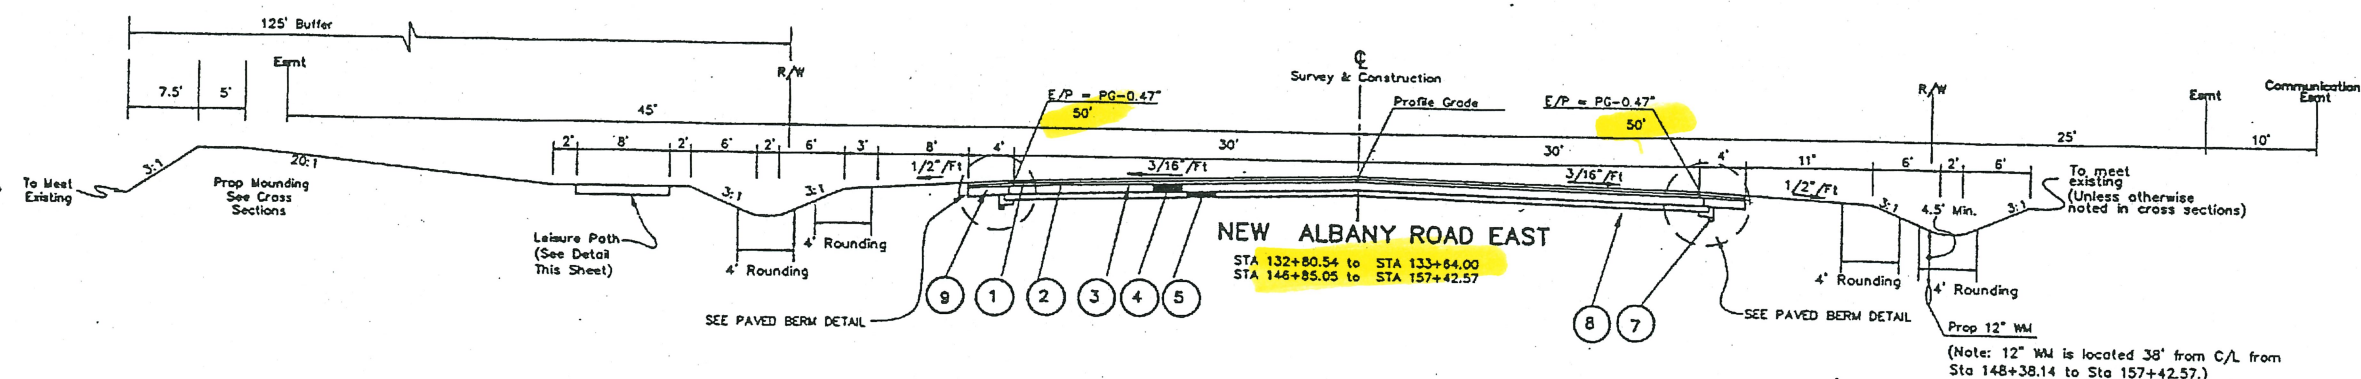 125' Buffer
7.5'
5'
Esmt
45'
R/W
E/P = PG-0.47"
50'
℄
Survey & Construction
Profile Grade
E/P = PG-0.47"
50'
R/W
Esmt
Communication
Esmt
25'
10'
2'
8'
2'
6'
2'
6'
3'
8'
4'
30'
30'
4'
11'
6'
2'
6'
To Meet
Existing
3:1
20:1
Prop Mounding
See Cross
Sections
3:1
3:1
1/2"/Ft
3/16"/Ft
3/16"/Ft
1/2"/Ft
3:1
4.5' Min.
3:1
To meet
existing
(Unless otherwise
noted in cross sections)
Leisure Path
(See Detail
This Sheet)
4' Rounding
4' Rounding
NEW ALBANY ROAD EAST
STA 132+80.54 to STA 133+64.00
STA 146+85.05 to STA 157+42.57
4' Rounding
4' Rounding
9
1
2
3
4
5
8
7
SEE PAVED BERM DETAIL
SEE PAVED BERM DETAIL
Prop 12" WM
(Note: 12" WM is located 38' from C/L from
Sta 148+38.14 to Sta 157+42.57.)